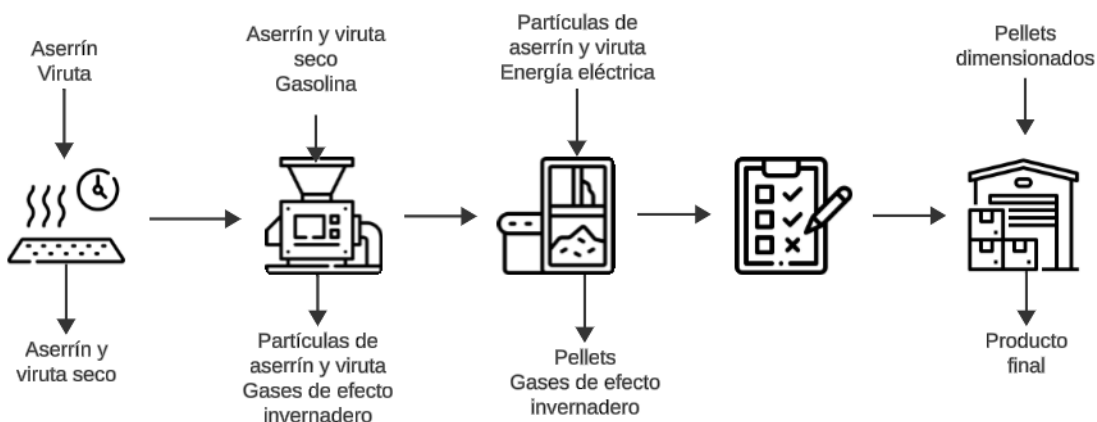 Aserrín
Viruta
Aserrín y
viruta seco
Aserrín y viruta
seco
Gasolina
Partículas de
aserrín y viruta
Gases de efecto
invernadero
Partículas de
aserrín y viruta
Energía eléctrica
Pellets
Gases de efecto
invernadero
Pellets
dimensionados
Producto
final